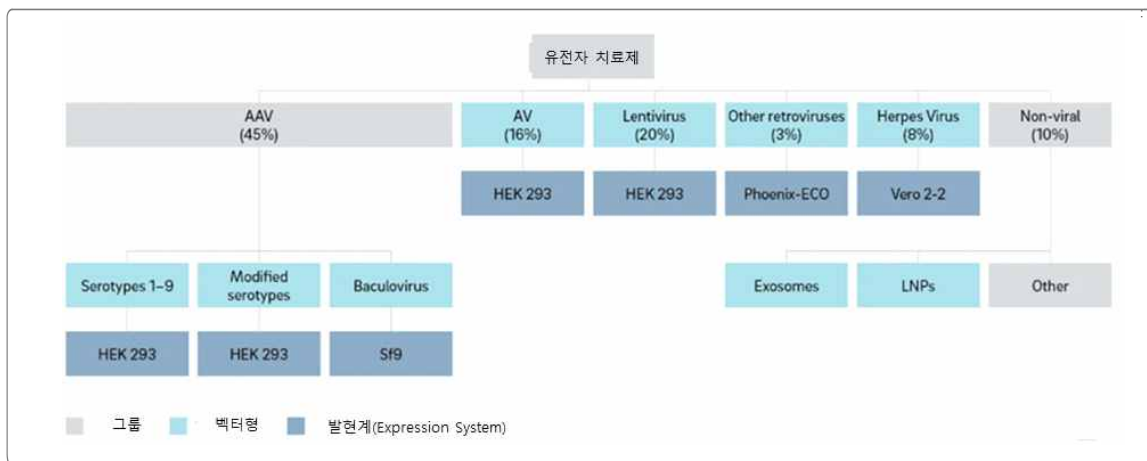 유전자 치료제
AAV
(45%)
AV
(16%)
Lentivirus
(20%)
Other retroviruses
(3%)
Herpes Virus
(8%)
Non-viral
(10%)
HEK 293
HEK 293
Phoenix-ECO
Vero 2-2
Serotypes 1–9
Modified
serotypes
Baculovirus
Exosomes
LNPs
Other
HEK 293
HEK 293
Sf9
그룹
벡터형
발현계(Expression System)